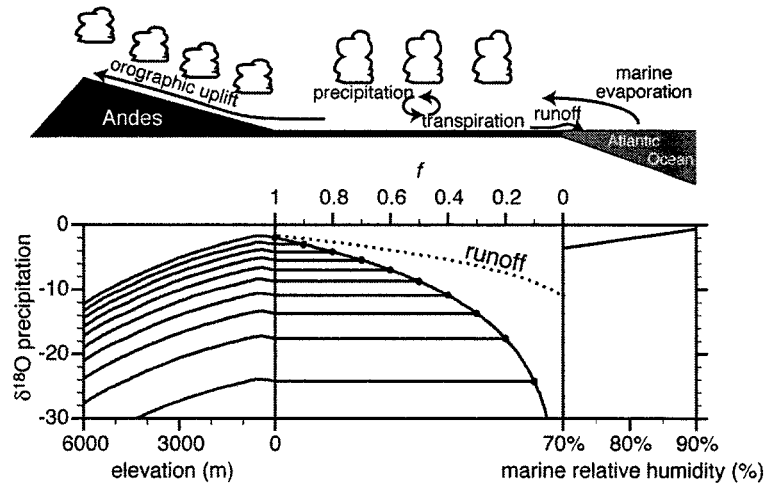 orographic uplift
precipitation
transpiration
runoff
marine
evaporation
Andes
Atlantic
Ocean
f
1 0.8 0.6 0.4 0.2 0
δ18O precipitation
0
-10
-20
-30
runoff
6000 3000 0 70% 80% 90%
elevation (m) marine relative humidity (%)